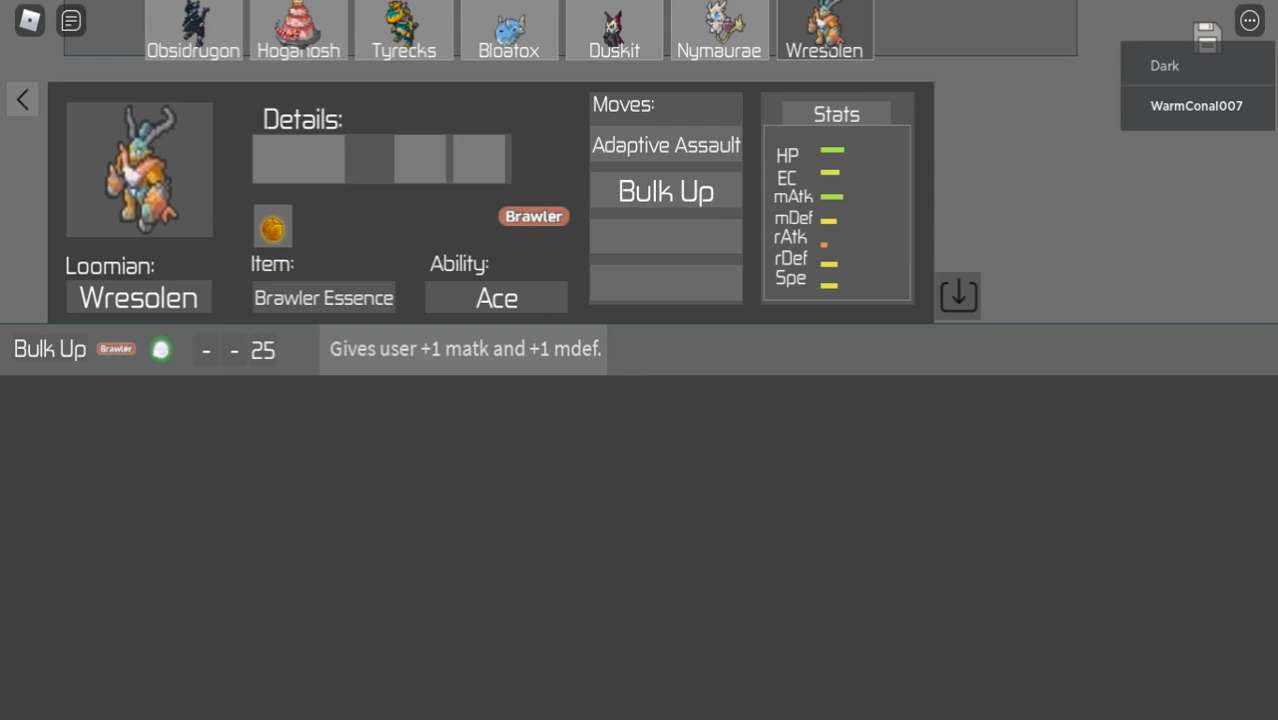 Obsidrugon Hoganosh Tyrecks Bloatox Duskit Nymaurae Wresolen
Dark
WarmConal007
Details:
Moves:
Stats
Adaptive Assault
HP
Bulk Up
EC
mAtk
Brawler
mDef
rAtk
Loomian:
Item:
Ability:
rDef
Wresolen
Brawler Essence
Ace
Spe
Bulk Up Brawler - - 25 Gives user +1 matk and +1 mdef.